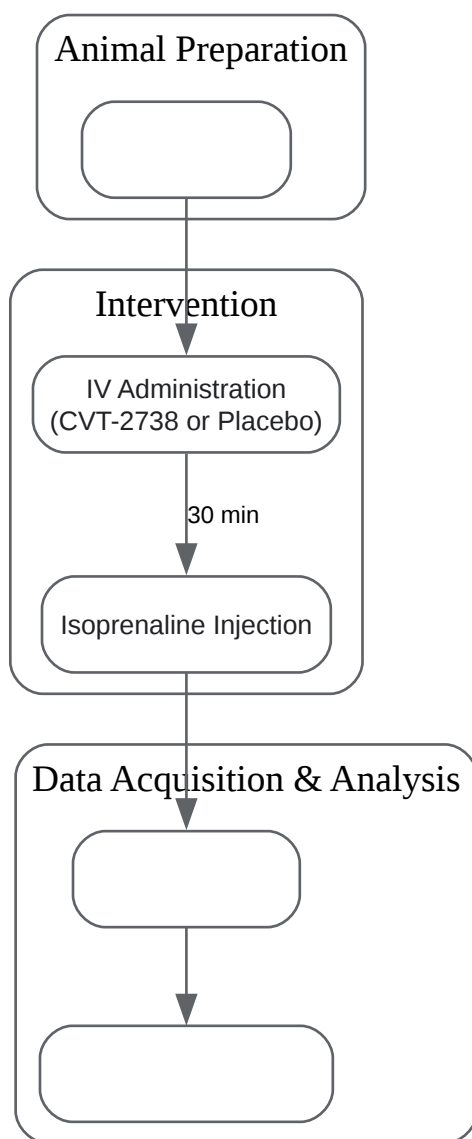 Animal Preparation
Intervention
IV Administration
(CVT-2738 or Placebo)
30 min
Isoprenaline Injection
Data Acquisition & Analysis